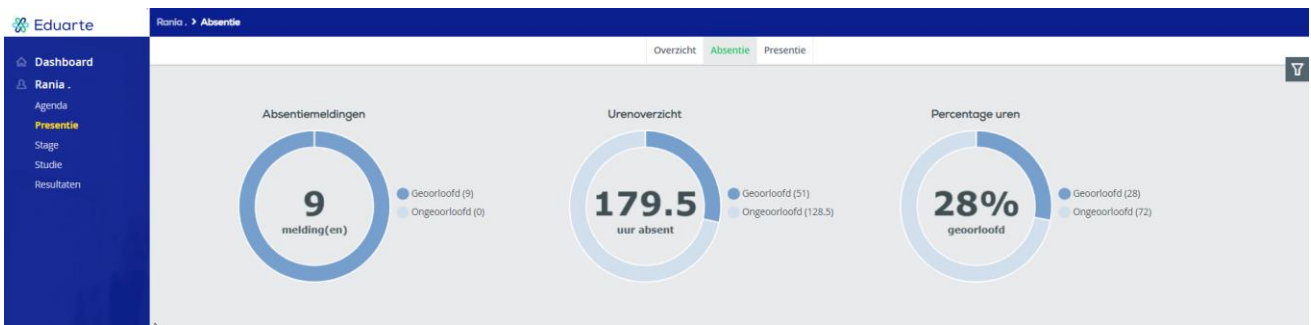 Eduarte
Rania . > Absentie
Overzicht Absentie Presentie
Dashboard
Rania .
Agenda
Presentie
Stage
Studie
Resultaten
Absentiemeldingen
9
melding(en)
Geoorloofd (9)
Ongeoorloofd (0)
Urenoverzicht
179.5
uur absent
Geoorloofd (51)
Ongeoorloofd (128.5)
Percentage uren
28%
geoorloofd
Geoorloofd (28)
Ongeoorloofd (72)